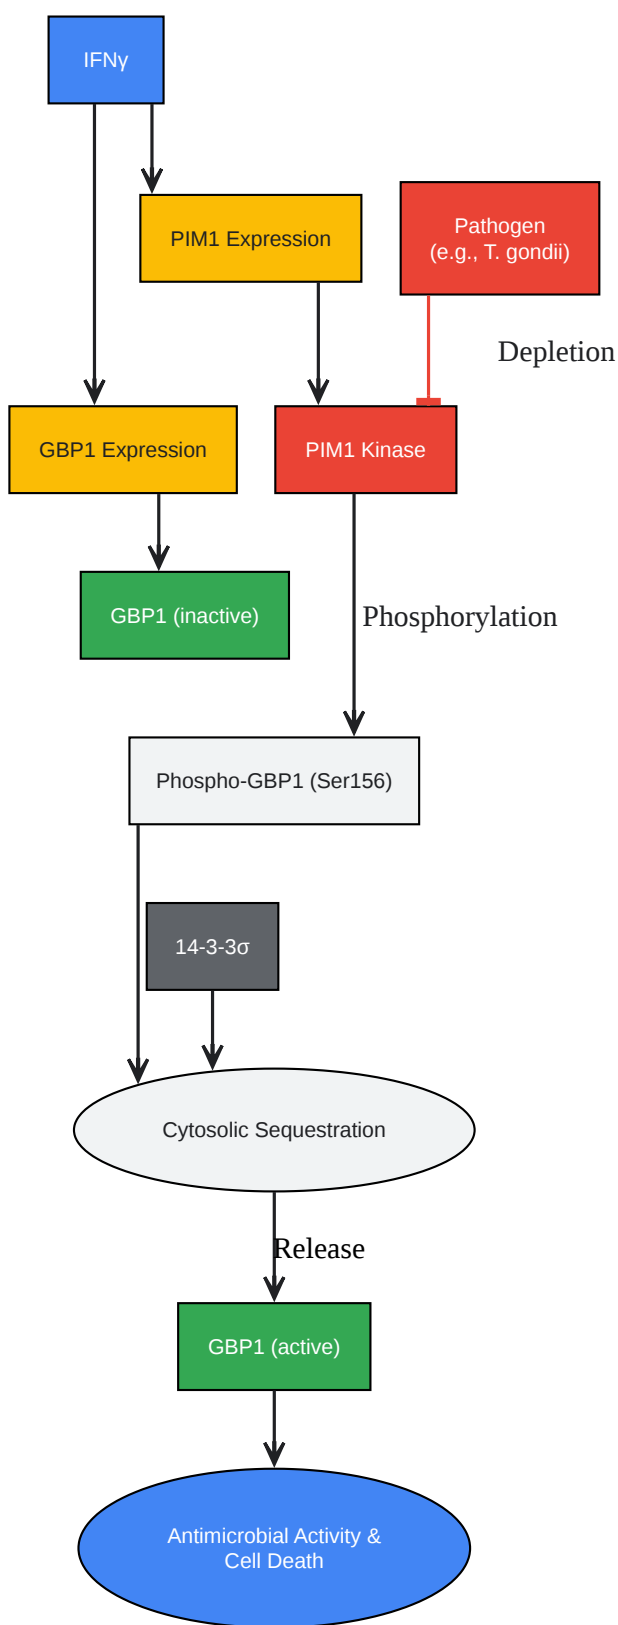 IFNγ
PIM1 Expression
Pathogen
(e.g., T. gondii)
Depletion
GBP1 Expression
PIM1 Kinase
GBP1 (inactive)
Phosphorylation
Phospho-GBP1 (Ser156)
14-3-3σ
Cytosolic Sequestration
Release
GBP1 (active)
Antimicrobial Activity &
Cell Death